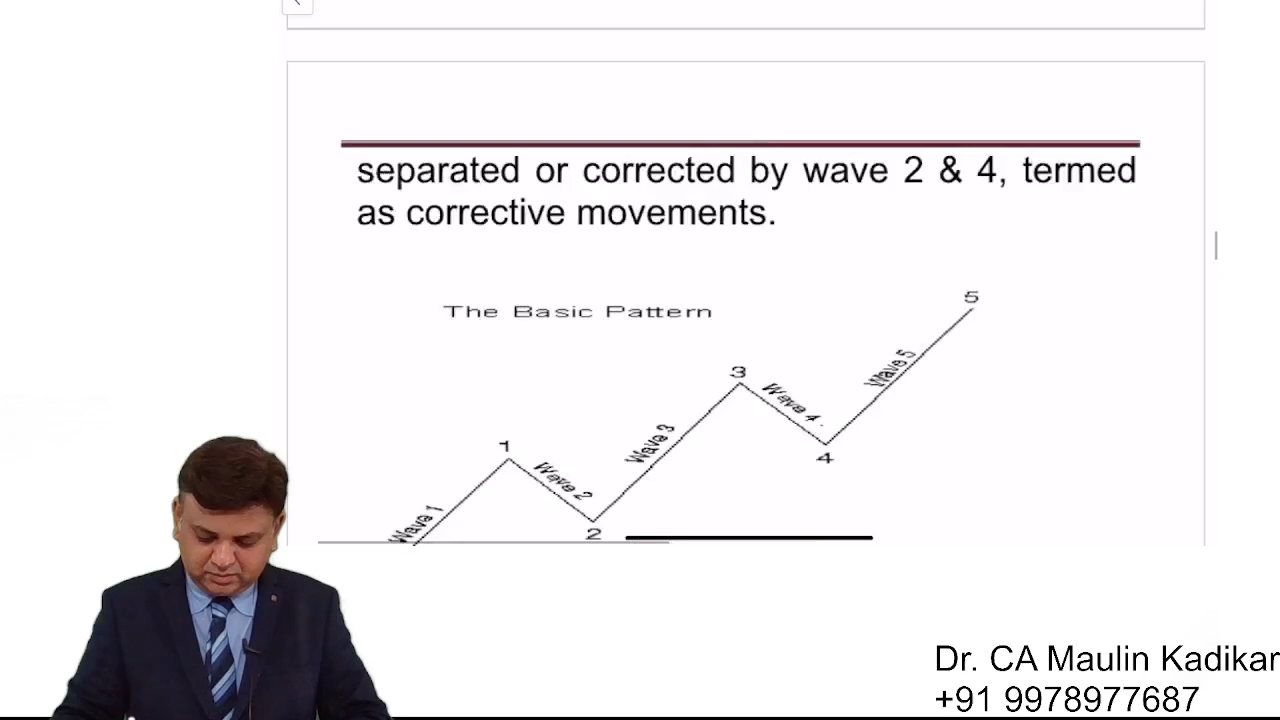 separated or corrected by wave 2 & 4, termed
as corrective movements.
The Basic Pattern
5
Wave 5
3
Wave 4
4
Wave 3
1
Wave 2
2
Wave 1
Dr. CA Maulin Kadikar
+91 9978977687